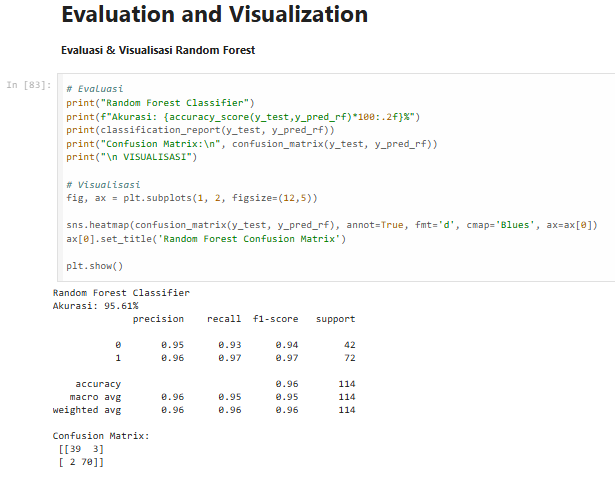 Evaluation and Visualization
Evaluasi & Visualisasi Random Forest
In [83]:
# Evaluasi
print("Random Forest Classifier")
print(f"Akurasi: {accuracy_score(y_test,y_pred_rf)*100:.2f}%")
print(classification_report(y_test, y_pred_rf))
print("Confusion Matrix:\n", confusion_matrix(y_test, y_pred_rf))
print("\n VISUALISASI")
# Visualisasi
fig, ax = plt.subplots(1, 2, figsize=(12,5))
sns.heatmap(confusion_matrix(y_test, y_pred_rf), annot=True, fmt='d', cmap='Blues', ax=ax[0])
ax[0].set_title('Random Forest Confusion Matrix')
plt.show()
Random Forest Classifier
Akurasi: 95.61%
precision recall f1-score support
0 0.95 0.93 0.94 42
1 0.96 0.97 0.97 72
accuracy 0.96 114
macro avg 0.96 0.95 0.95 114
weighted avg 0.96 0.96 0.96 114
Confusion Matrix:
[[39 3]
[ 2 70]]